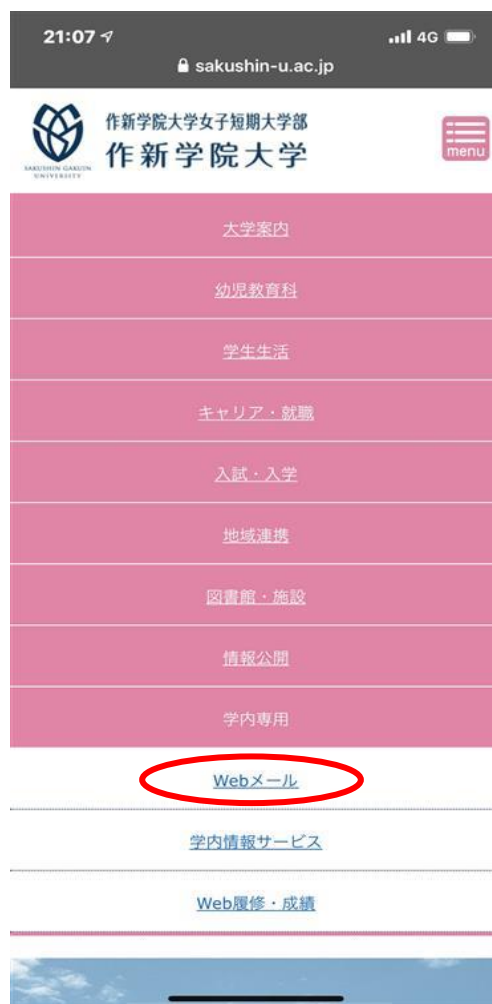 21:07
4G
sakushin-u.ac.jp
作新学院大学女子短期大学部
作新学院大学
SAKUSHIN GAKUIN
UNIVERSITY
menu
大学案内
幼児教育科
学生生活
キャリア・就職
入試・入学
地域連携
図書館・施設
情報公開
学内専用
Webメール
学内情報サービス
Web履修・成績